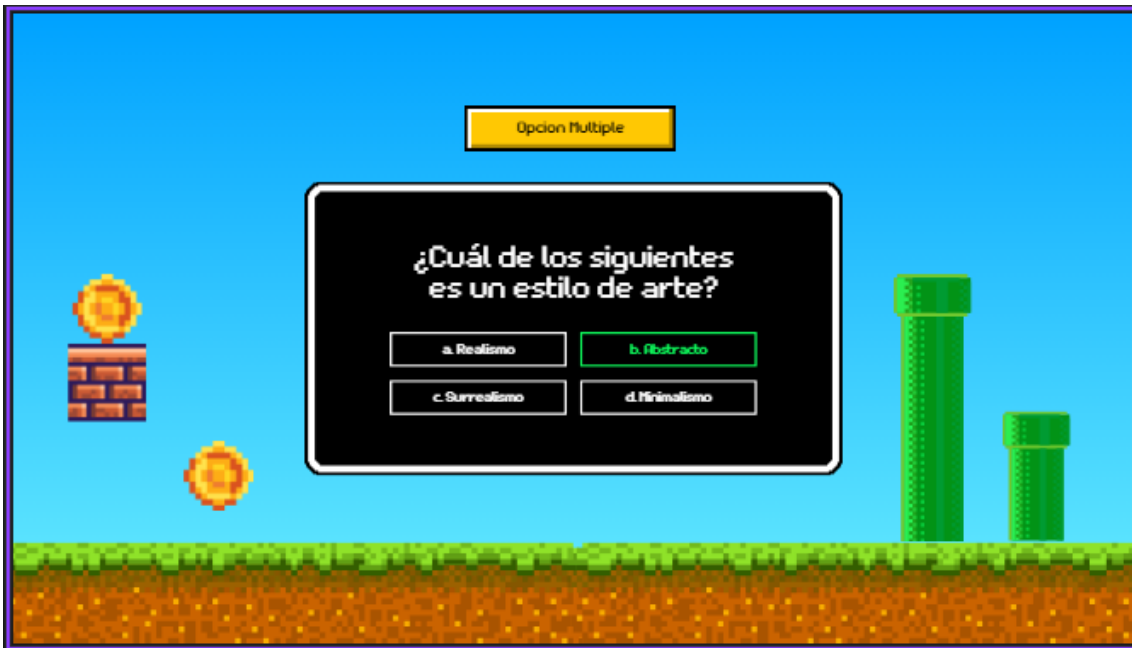 Opcion Multiple
¿Cuál de los siguientes
es un estilo de arte?
a. Realismo
b. Abstracto
c. Surrealismo
d. Minimalismo